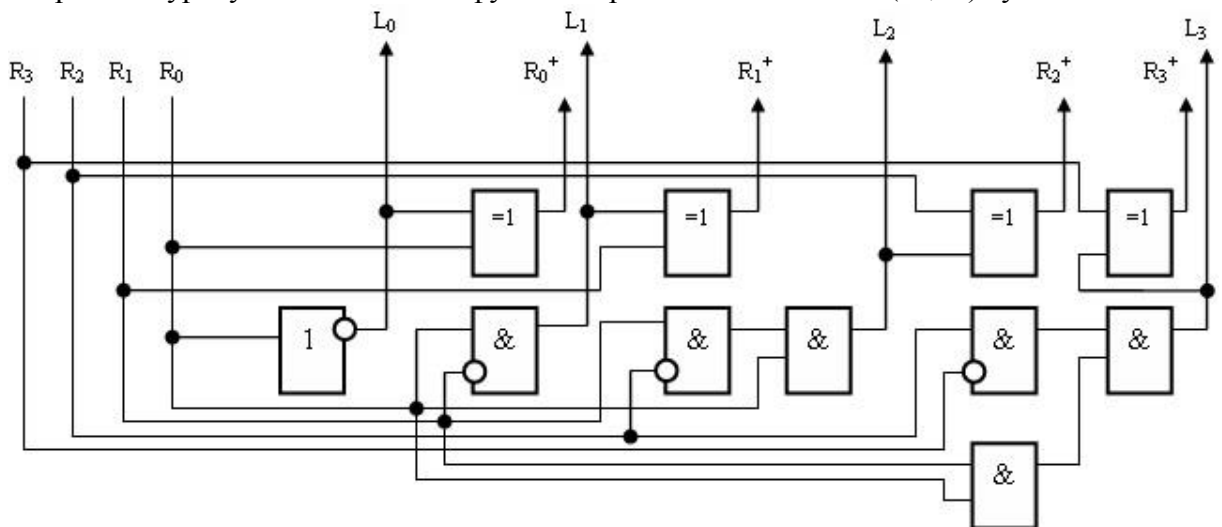 L₀ L₁ L₂ L₃
R₃ R₂ R₁ R₀ R₀⁺ R₁⁺ R₂⁺ R₃⁺
=1 =1 =1 =1
1 & & & & &
&